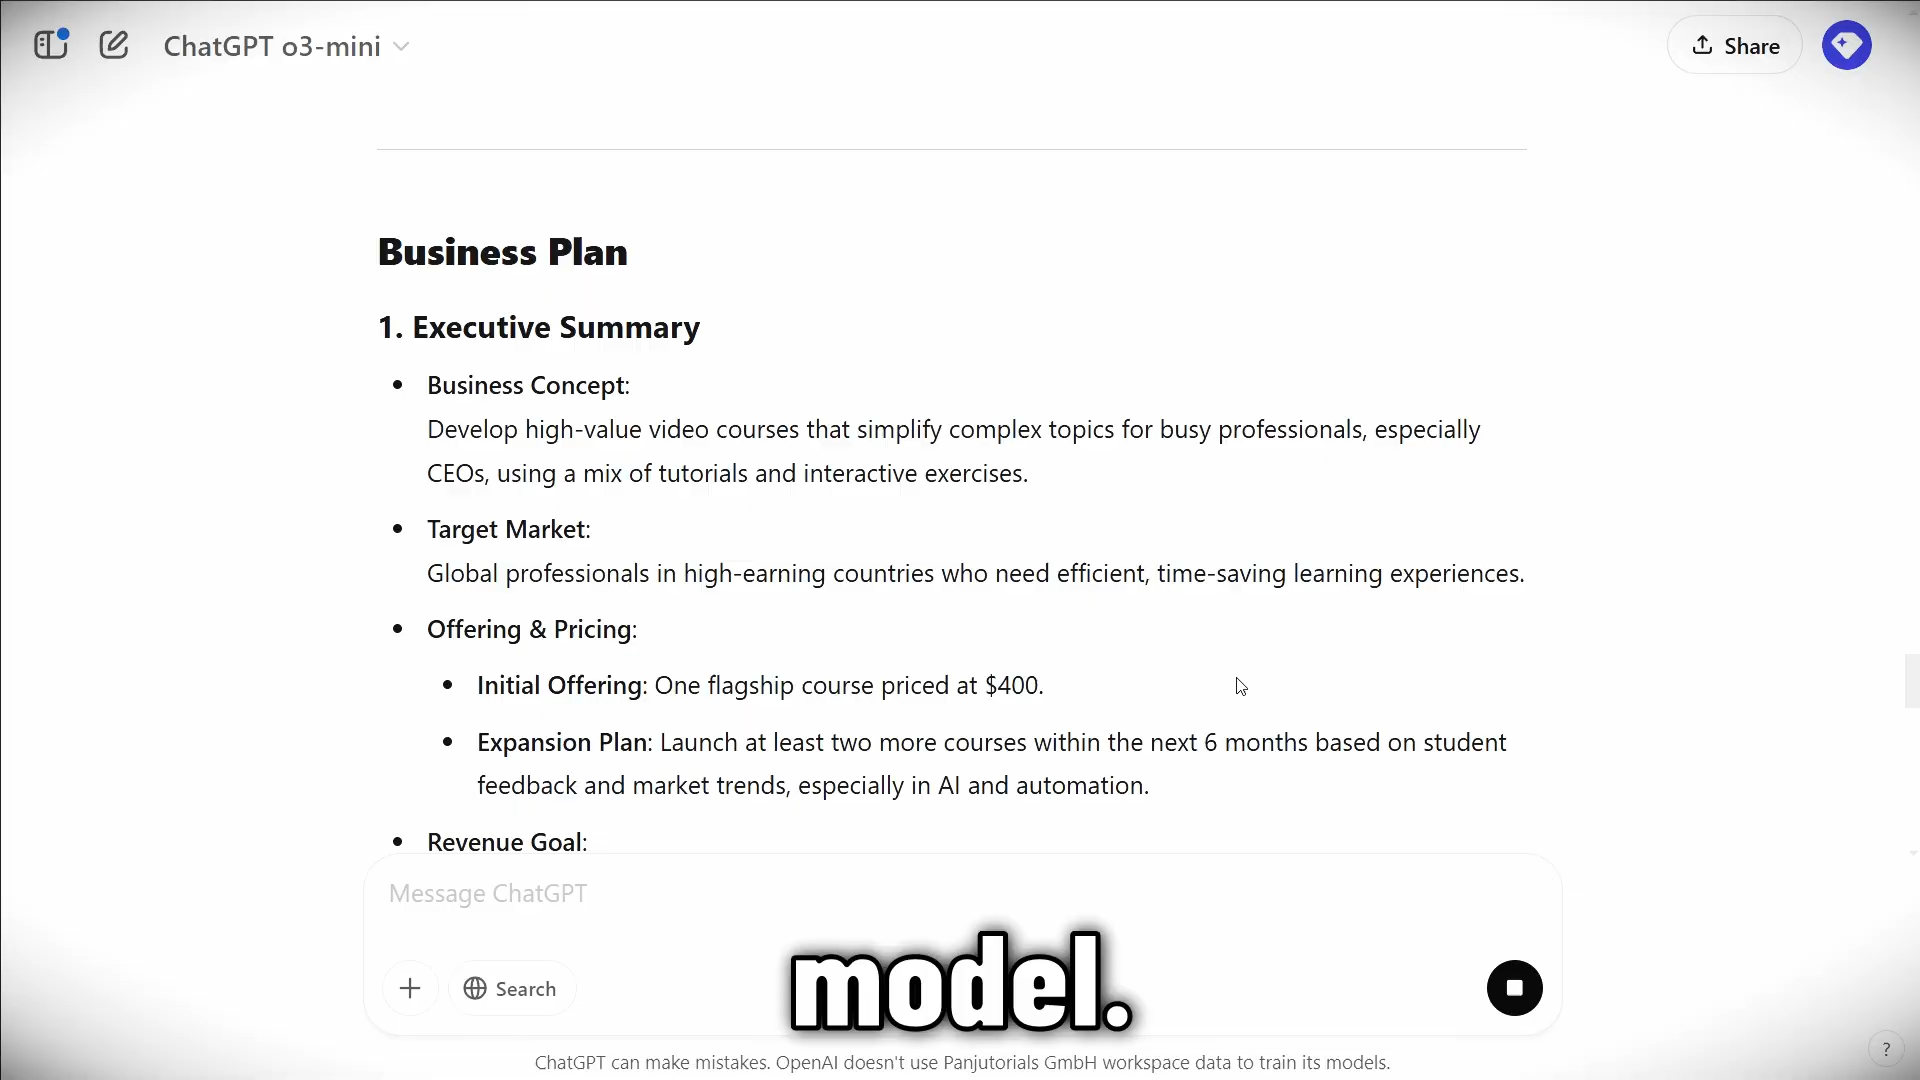 ChatGPT o3-mini
Share
Business Plan
1. Executive Summary
• Business Concept:
Develop high-value video courses that simplify complex topics for busy professionals, especially
CEOs, using a mix of tutorials and interactive exercises.
• Target Market:
Global professionals in high-earning countries who need efficient, time-saving learning experiences.
• Offering & Pricing:
• Initial Offering: One flagship course priced at $400.
• Expansion Plan: Launch at least two more courses within the next 6 months based on student
feedback and market trends, especially in AI and automation.
• Revenue Goal:
Message ChatGPT
Search
model.
ChatGPT can make mistakes. OpenAI doesn't use Panjutorials GmbH workspace data to train its models.
?